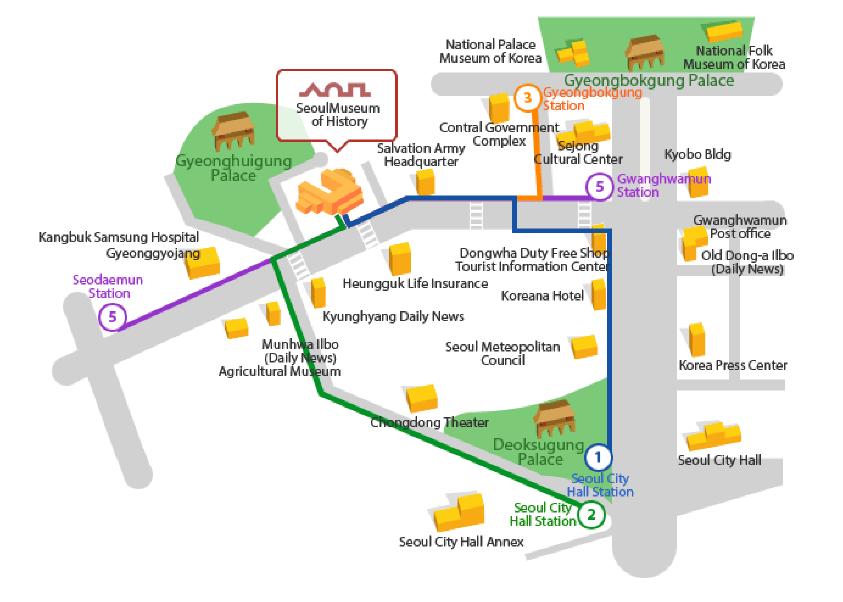 National Palace
Museum of Korea
National Folk
Museum of Korea
Gyeongbokgung Palace
3
Gyeongbokgung
Station
SeoulMuseum
of History
Contral Government
Complex
Sejong
Cultural Center
Salvation Army
Headquarter
Kyobo Bldg
Gyeonghuigung
Palace
5
Gwanghwamun
Station
Gwanghwamun
Post office
Kangbuk Samsung Hospital
Gyeonggyojang
Dongwha Duty Free Shop
Tourist Information Center
Old Dong-a Ilbo
(Daily News)
Seodaemun
Station
5
Heungguk Life Insurance
Koreana Hotel
Kyunghyang Daily News
Munhwa Ilbo
(Daily News)
Agricultural Museum
Seoul Meteopolitan
Council
Korea Press Center
Chongdong Theater
Deoksugung
Palace
1
Seoul City
Hall Station
Seoul City Hall
Seoul City
Hall Station
2
Seoul City Hall Annex